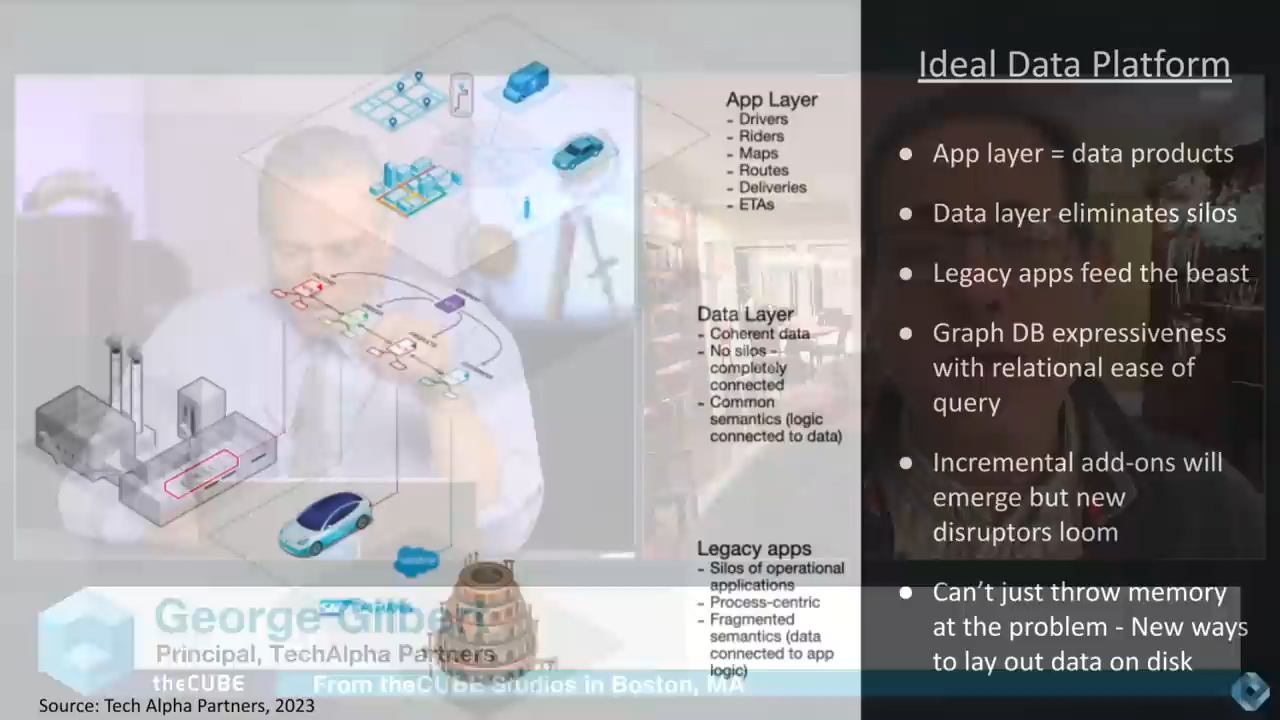 Ideal Data Platform
App Layer
- Drivers
- Riders
- Maps
- Routes
- Deliveries
- ETAs
Data Layer
- Coherent data
- No silos -
completely
connected
- Common
semantics (logic
connected to data)
Legacy apps
- Silos of operational
applications
- Process-centric
- Fragmented
semantics (data
connected to app
logic)
● App layer = data products
● Data layer eliminates silos
● Legacy apps feed the beast
● Graph DB expressiveness
with relational ease of
query
● Incremental add-ons will
emerge but new
disruptors loom
● Can’t just throw memory
at the problem - New ways
to lay out data on disk
George Gilbert
Principal, TechAlpha Partners
theCUBE
From theCUBE Studios in Boston, MA
Source: Tech Alpha Partners, 2023